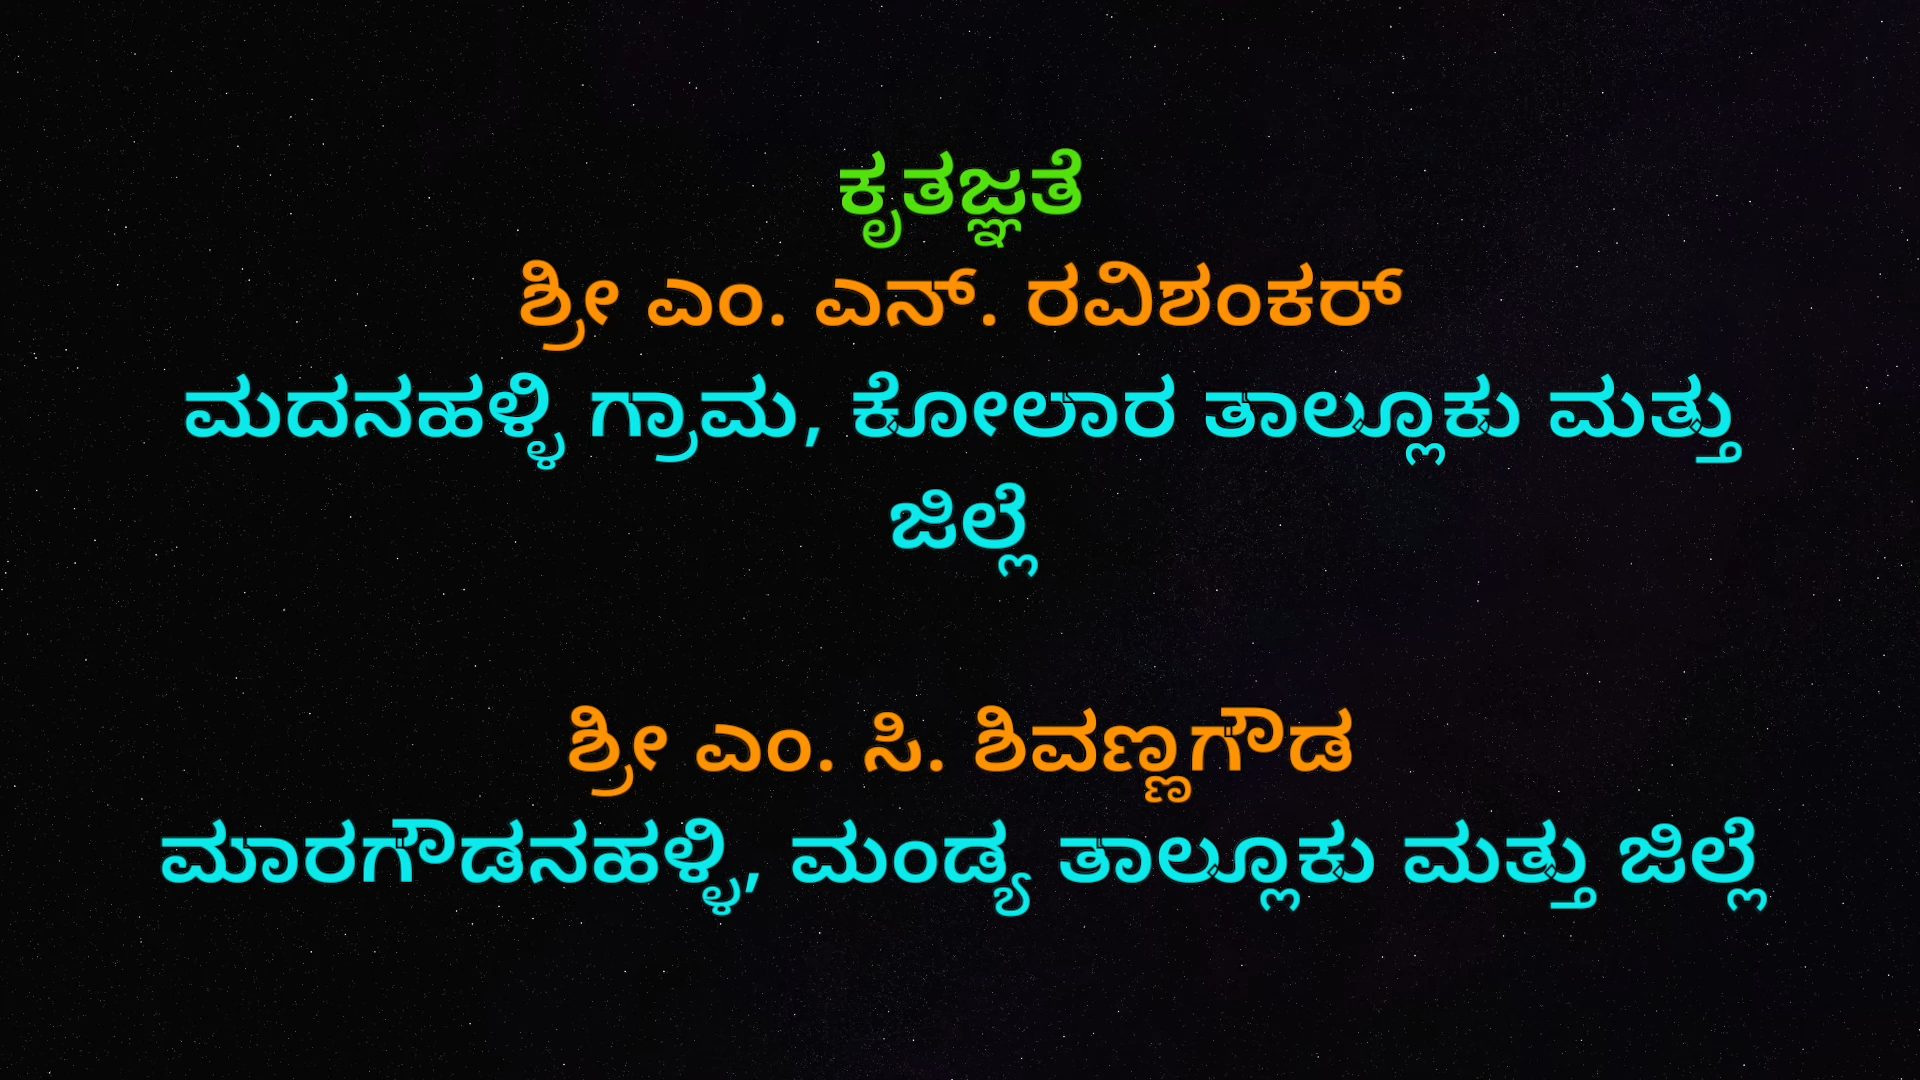 ಕೃತಜ್ಞತೆ
ಶ್ರೀ ಎಂ. ಎನ್. ರವಿಶಂಕರ್
ಮದನಹಳ್ಳಿ ಗ್ರಾಮ, ಕೋಲಾರ ತಾಲ್ಲೂಕು ಮತ್ತು
ಜಿಲ್ಲೆ
ಶ್ರೀ ಎಂ. ಸಿ. ಶಿವಣ್ಣಗೌಡ
ಮಾರಗೌಡನಹಳ್ಳಿ, ಮಂಡ್ಯ ತಾಲ್ಲೂಕು ಮತ್ತು ಜಿಲ್ಲೆ